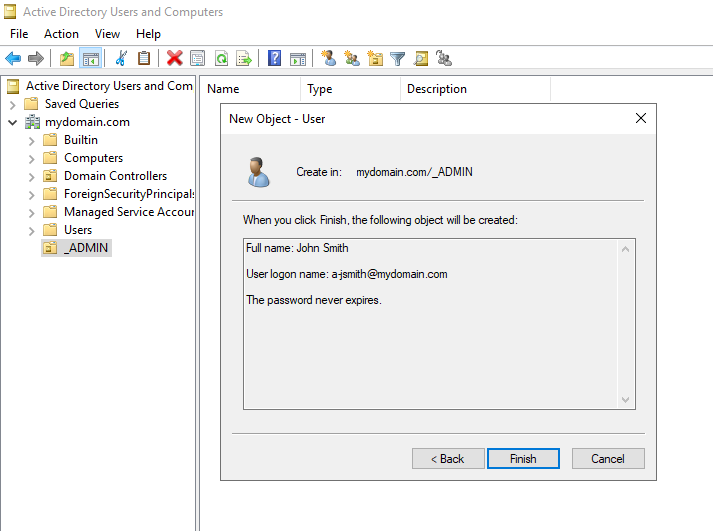 Active Directory Users and Computers
File Action View Help
Active Directory Users and Com
Saved Queries
mydomain.com
Builtin
Computers
Domain Controllers
ForeignSecurityPrincipals
Managed Service Accour
Users
_ADMIN
Name Type Description
New Object - User
Create in: mydomain.com/_ADMIN
When you click Finish, the following object will be created:
Full name: John Smith
User logon name: a-jsmith@mydomain.com
The password never expires.
< Back Finish Cancel